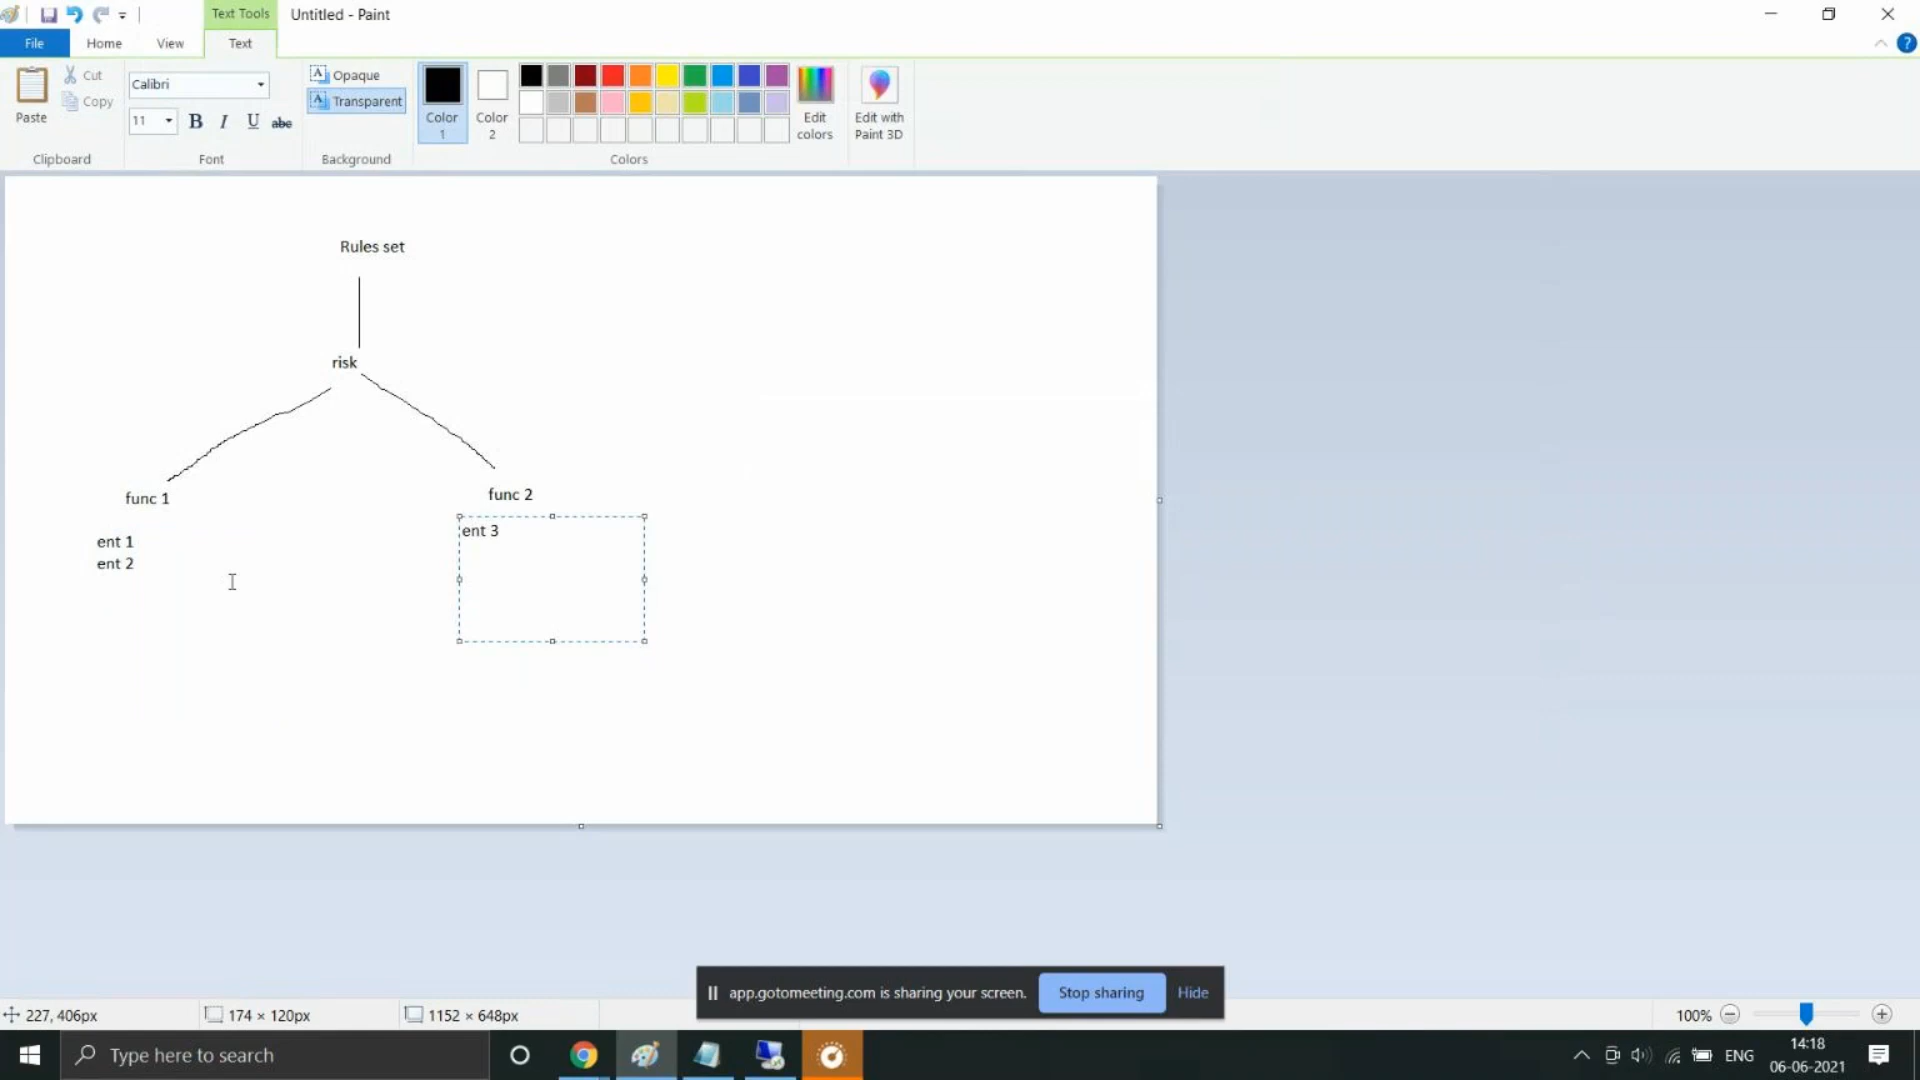 Text Tools
Untitled - Paint
File
Home
View
Text
Paste
Cut
Copy
Clipboard
Calibri
11
B I U abc
Font
Opaque
Transparent
Background
Color 1
Color 2
Edit colors
Colors
Edit with Paint 3D
Rules set
risk
func 1
func 2
ent 1
ent 2
ent 3
app.gotomeeting.com is sharing your screen.
Stop sharing
Hide
227, 406px
174 × 120px
1152 × 648px
100%
Type here to search
ENG
14:18
06-06-2021